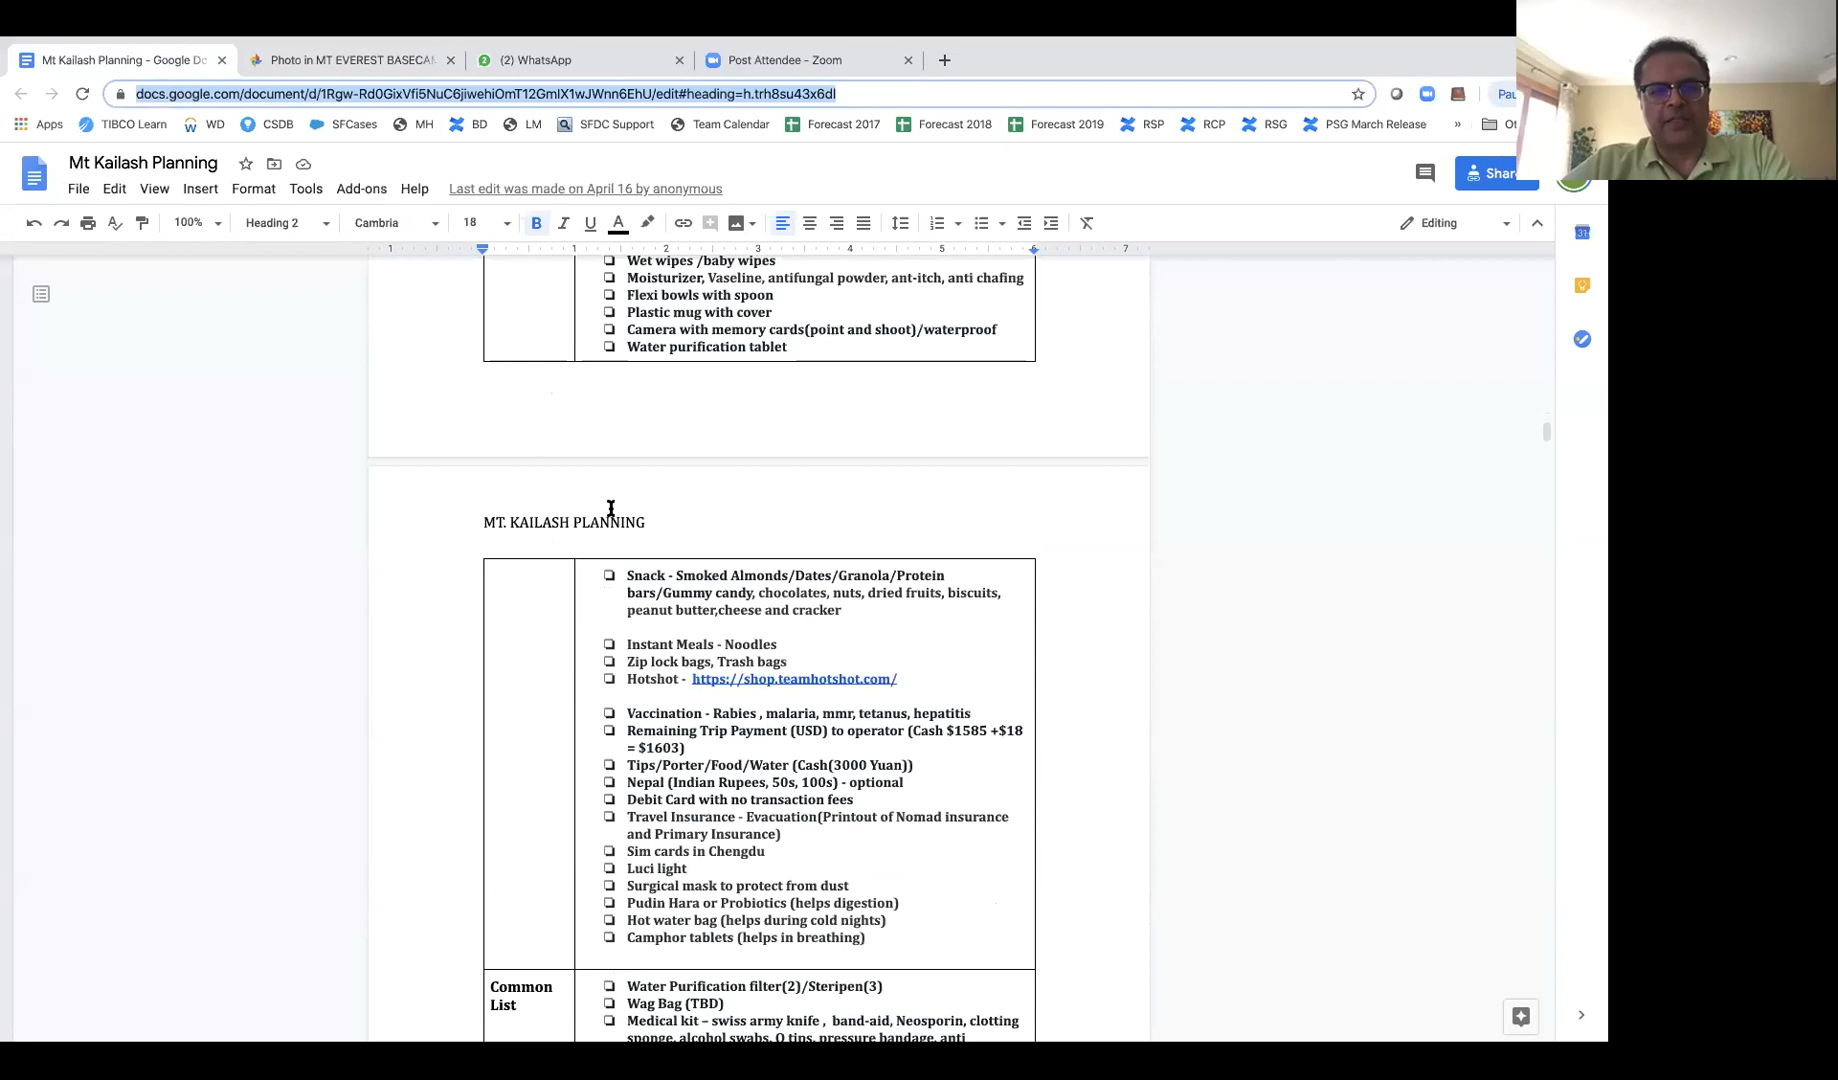 Mt Kailash Planning - Google Do
Photo in MT EVEREST BASECAM
(2) WhatsApp
Post Attendee - Zoom
docs.google.com/document/d/1Rgw-Rd0GixVfi5NuC6jiwehiOmT12GmIX1wJWnn6EhU/edit#heading=h.trh8su43x6dl
Apps TIBCO Learn WD CSDB SFCases MH BD LM SFDC Support Team Calendar Forecast 2017 Forecast 2018 Forecast 2019 RSP RCP RSG PSG March Release »
Mt Kailash Planning
File Edit View Insert Format Tools Add-ons Help Last edit was made on April 16 by anonymous
100% Heading 2 Cambria 18 Editing
1 1 2 3 4 5 6 7
Wet wipes /baby wipes
Moisturizer, Vaseline, antifungal powder, ant-itch, anti chafing
Flexi bowls with spoon
Plastic mug with cover
Camera with memory cards(point and shoot)/waterproof
Water purification tablet
MT. KAILASH PLANNING
Snack - Smoked Almonds/Dates/Granola/Protein
bars/Gummy candy, chocolates, nuts, dried fruits, biscuits,
peanut butter,cheese and cracker
Instant Meals - Noodles
Zip lock bags, Trash bags
Hotshot - https://shop.teamhotshot.com/
Vaccination - Rabies , malaria, mmr, tetanus, hepatitis
Remaining Trip Payment (USD) to operator (Cash $1585 +$18
= $1603)
Tips/Porter/Food/Water (Cash(3000 Yuan))
Nepal (Indian Rupees, 50s, 100s) - optional
Debit Card with no transaction fees
Travel Insurance - Evacuation(Printout of Nomad insurance
and Primary Insurance)
Sim cards in Chengdu
Luci light
Surgical mask to protect from dust
Pudin Hara or Probiotics (helps digestion)
Hot water bag (helps during cold nights)
Camphor tablets (helps in breathing)
Common
List
Water Purification filter(2)/Steripen(3)
Wag Bag (TBD)
Medical kit – swiss army knife , band-aid, Neosporin, clotting
sponge, alcohol swabs, Q tips, pressure bandage, anti